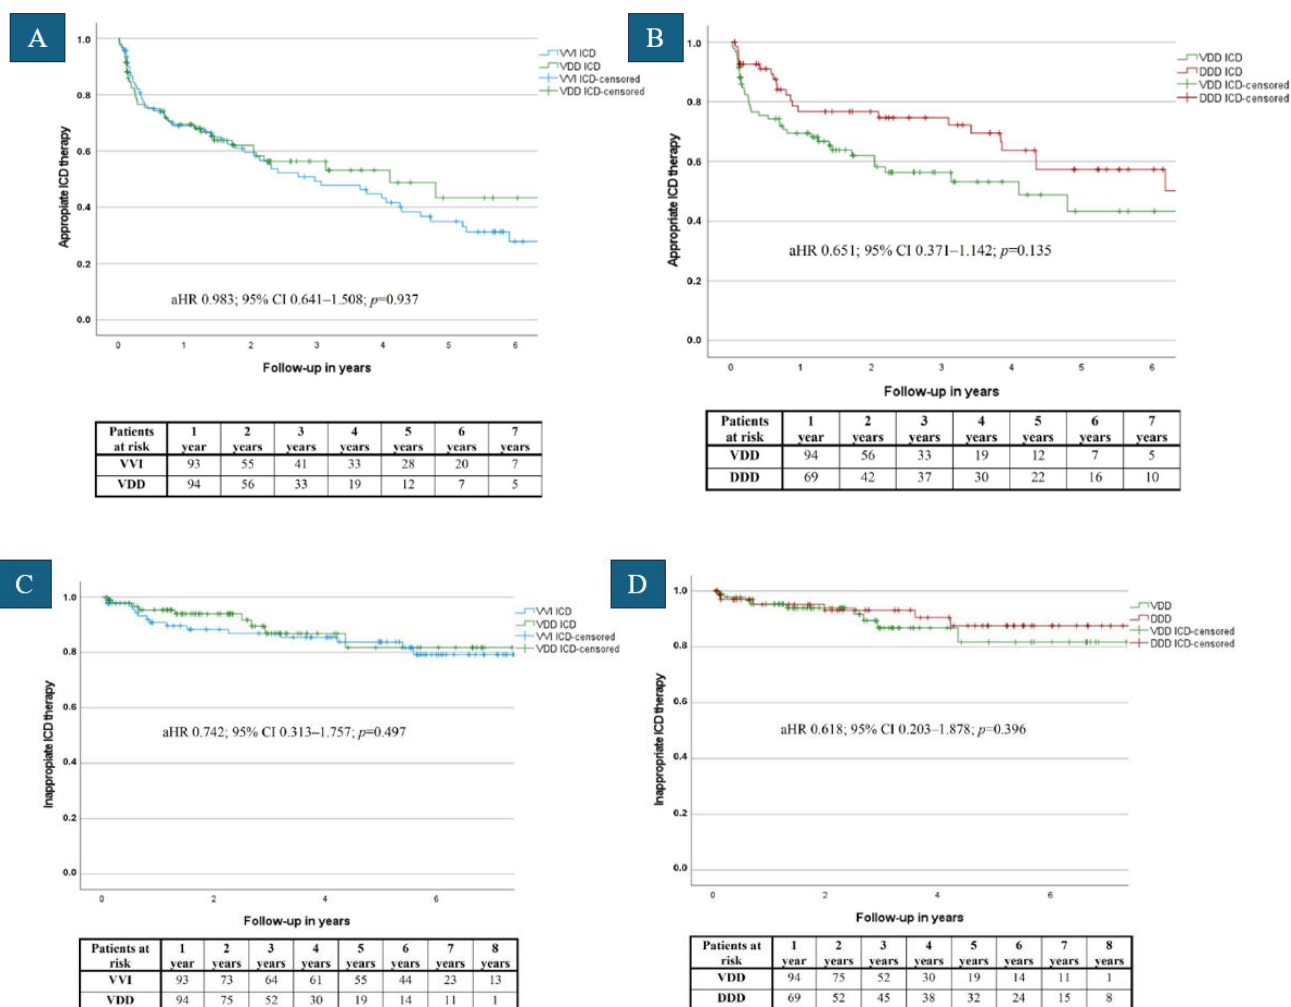 A
1.0
0.8
0.6
0.4
0.2
0.0
Appropiate ICD therapy
VVI ICD
VDD ICD
VVI ICD-censored
VDD ICD-censored
aHR 0.983; 95% CI 0.641–1.508; p=0.937
0 1 2 3 4 5 6
Follow-up in years
Patients at risk 1 year 2 years 3 years 4 years 5 years 6 years 7 years
VVI 93 55 41 33 28 20 7
VDD 94 56 33 19 12 7 5
B
1.0
0.8
0.6
0.4
0.2
0.0
Appropriate ICD therapy
VDD ICD
DDD ICD
VDD ICD-censored
DDD ICD-censored
aHR 0.651; 95% CI 0.371–1.142; p=0.135
0 1 2 3 4 5 6
Follow-up in years
Patients at risk 1 year 2 years 3 years 4 years 5 years 6 years 7 years
VDD 94 56 33 19 12 7 5
DDD 69 42 37 30 22 16 10
C
1.0
0.8
0.6
0.4
0.2
0.0
Inappropiate ICD therapy
VVI ICD
VDD ICD
VVI ICD-censored
VDD ICD-censored
aHR 0.742; 95% CI 0.313–1.757; p=0.497
0 2 4 6
Follow-up in years
Patients at risk 1 year 2 years 3 years 4 years 5 years 6 years 7 years 8 years
VVI 93 73 64 61 55 44 23 13
VDD 94 75 52 30 19 14 11 1
D
1.0
0.8
0.6
0.4
0.2
0.0
Inappropriate ICD therapy
VDD
DDD
VDD ICD-censored
DDD ICD-censored
aHR 0.618; 95% CI 0.203–1.878; p=0.396
0 2 4 6
Follow-up in years
Patients at risk 1 year 2 years 3 years 4 years 5 years 6 years 7 years 8 years
VDD 94 75 52 30 19 14 11 1
DDD 69 52 45 38 32 24 15 8